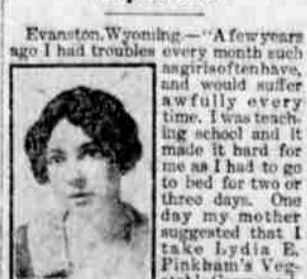 Evanston, Wyoming.—"A few years
ago I had troubles every month such
as girls often have,
and would suffer
awfully every
time. I was teach-
ing school and it
made it hard for
me as I had to go
to bed for two or
three days. One
day my mother
suggested that I
take Lydia E.
Pinkham's Veg-